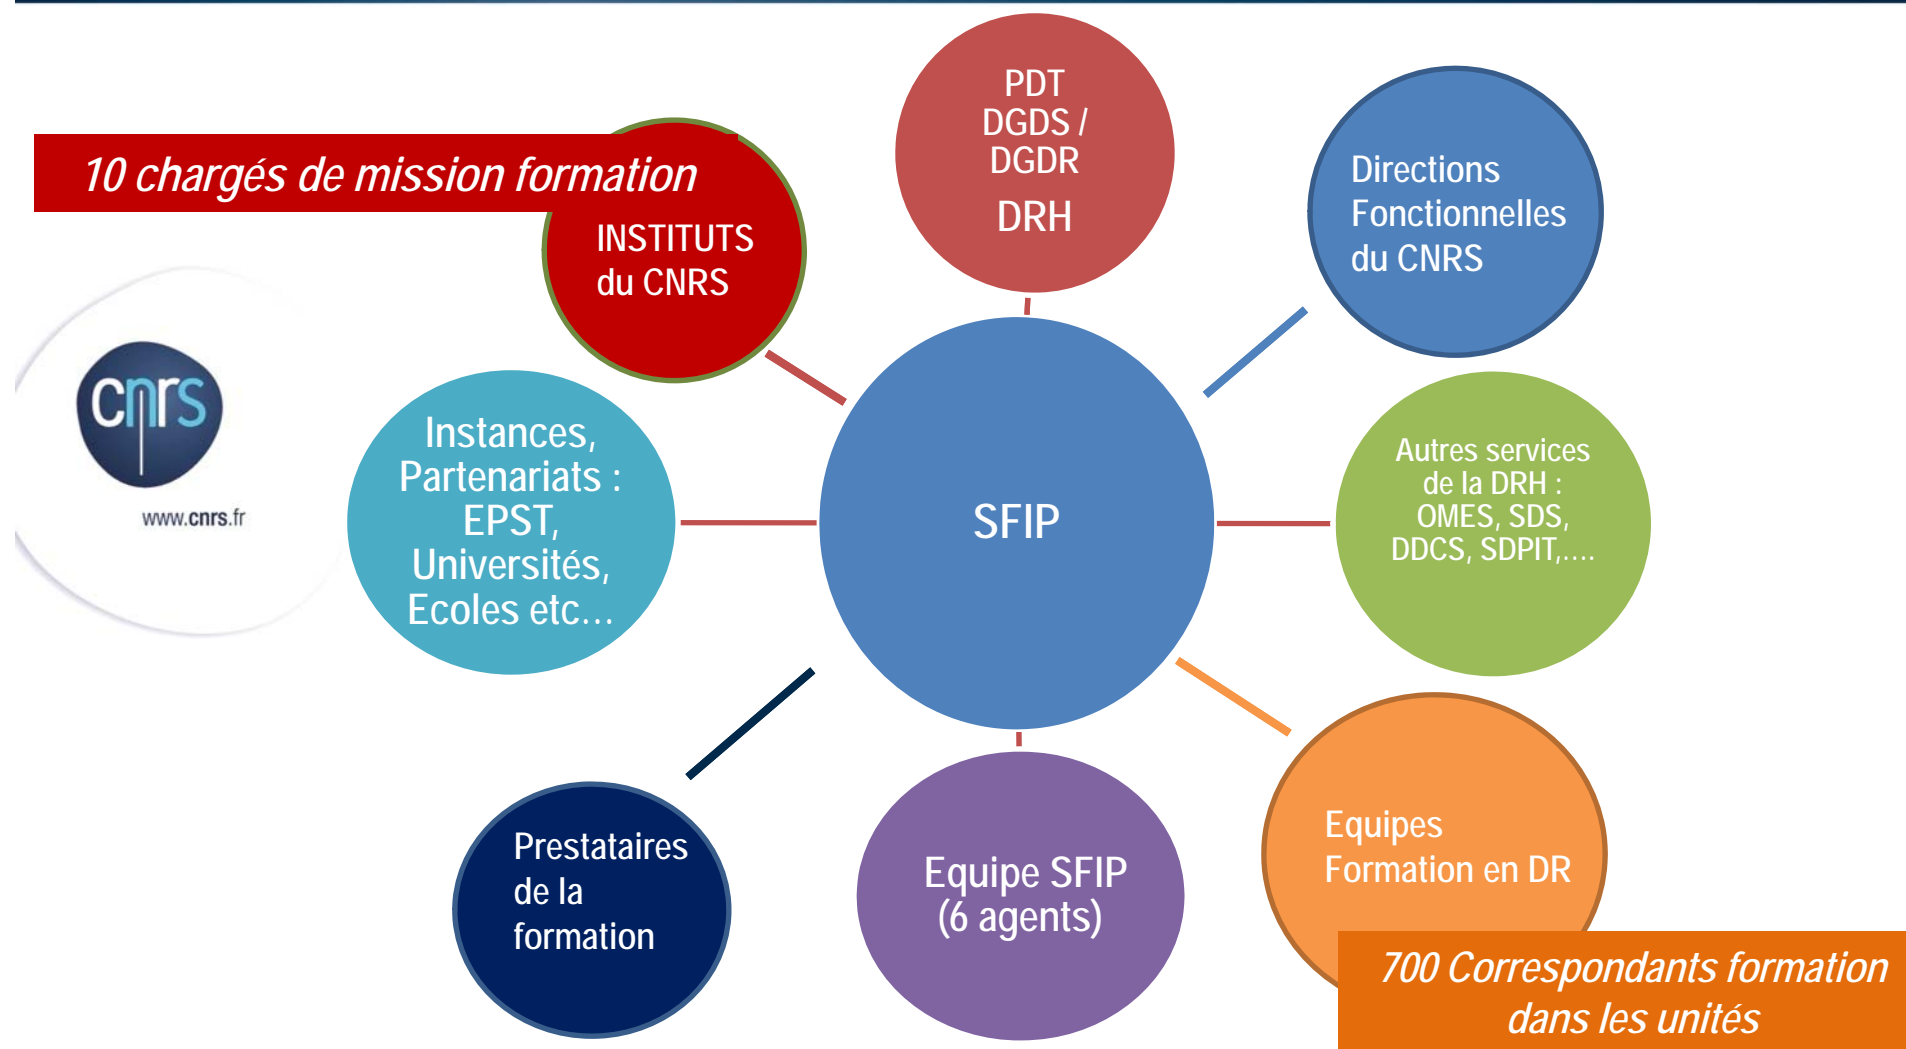 PDT
DGDS /
DGDR
DRH
10 chargés de mission formation
INSTITUTS
du CNRS
Directions
Fonctionnelles
du CNRS
cnrs
www.cnrs.fr
Instances,
Partenariats :
EPST,
Universités,
Ecoles etc...
SFIP
Autres services
de la DRH :
OMES, SDS,
DDCS, SDPIT,....
Prestataires
de la
formation
Equipe SFIP
(6 agents)
Equipes
Formation en DR
700 Correspondants formation
dans les unités